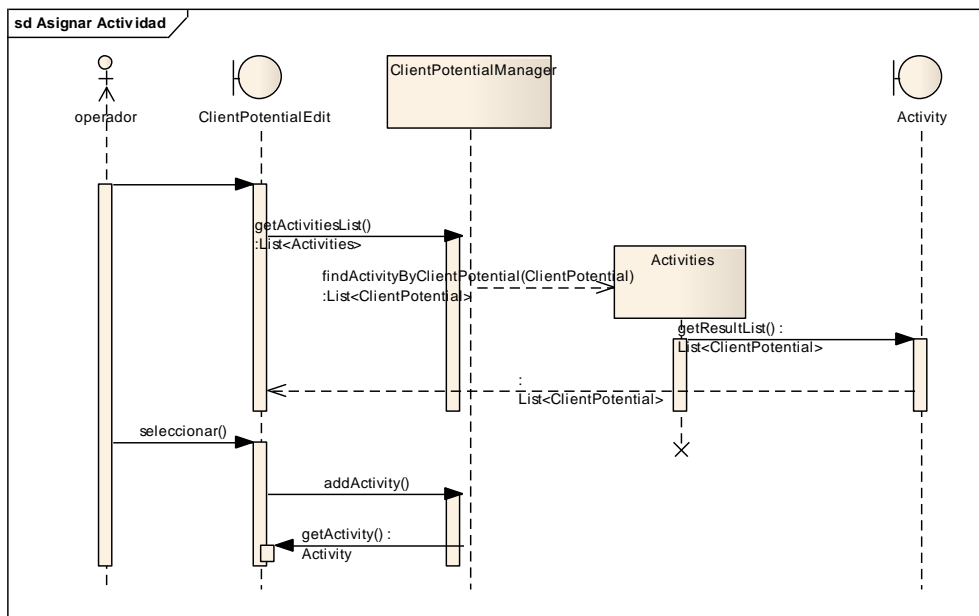 sd Asignar Actividad
operador
ClientPotentialEdit
ClientPotentialManager
Activity
getActivitiesList()
:List<Activities>
findActivityByClientPotential(ClientPotential)
:List<ClientPotential>
Activities
getResultList() :
List<ClientPotential>
:
List<ClientPotential>
seleccionar()
addActivity()
getActivity() :
Activity